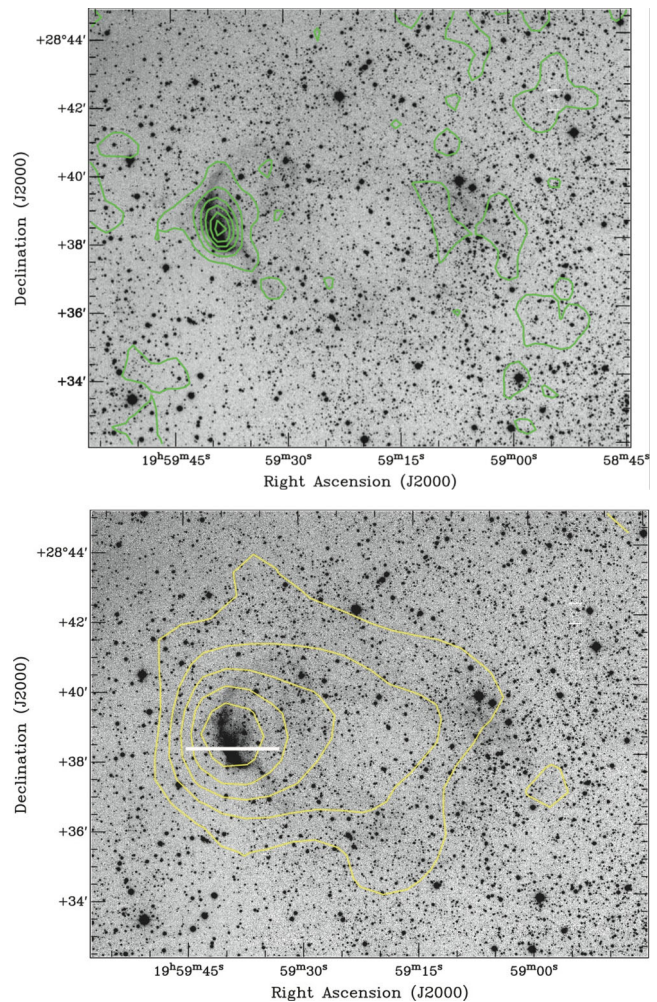 +28°44′
42′
40′
38′
36′
34′
Declination (J2000)
19ʰ59ᵐ45ˢ 59ᵐ30ˢ 59ᵐ15ˢ 59ᵐ00ˢ 58ᵐ45ˢ
Right Ascension (J2000)
+28°44′
+42′
+40′
+38′
+36′
+34′
Declination (J2000)
19ʰ59ᵐ45ˢ 59ᵐ30ˢ 59ᵐ15ˢ 59ᵐ00ˢ
Right Ascension (J2000)